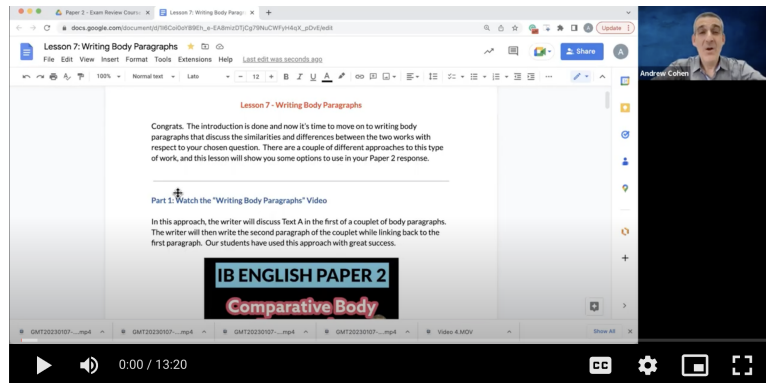 Paper 2 - Exam Review Course
Lesson 7: Writing Body Paragr
docs.google.com/document/d/
Update
Lesson 7: Writing Body Paragraphs
File Edit View Insert Format Tools Extensions Help Last edit was seconds ago
Share
A
100% Normal text Lato 12 B I U A
Andrew Cohen
Lesson 7 - Writing Body Paragraphs
Congrats. The introduction is done and now it's time to move on to writing body
paragraphs that discuss the similarities and differences between the two works with
respect to your chosen question. There are a couple of different approaches to this type
of work, and this lesson will show you some options to use in your Paper 2 response.
Part 1: Watch the "Writing Body Paragraphs" Video
In this approach, the writer will discuss Text A in the first of a couplet of body paragraphs.
The writer will then write the second paragraph of the couplet while linking back to the
first paragraph. Our students have used this approach with great success.
IB ENGLISH PAPER 2
Comparative Body
GMT20230107-....mp4 GMT20230107-....mp4 GMT20230107-....mp4 GMT20230107-....mp4 Video 4.MOV Show All
0:00 / 13:20
CC